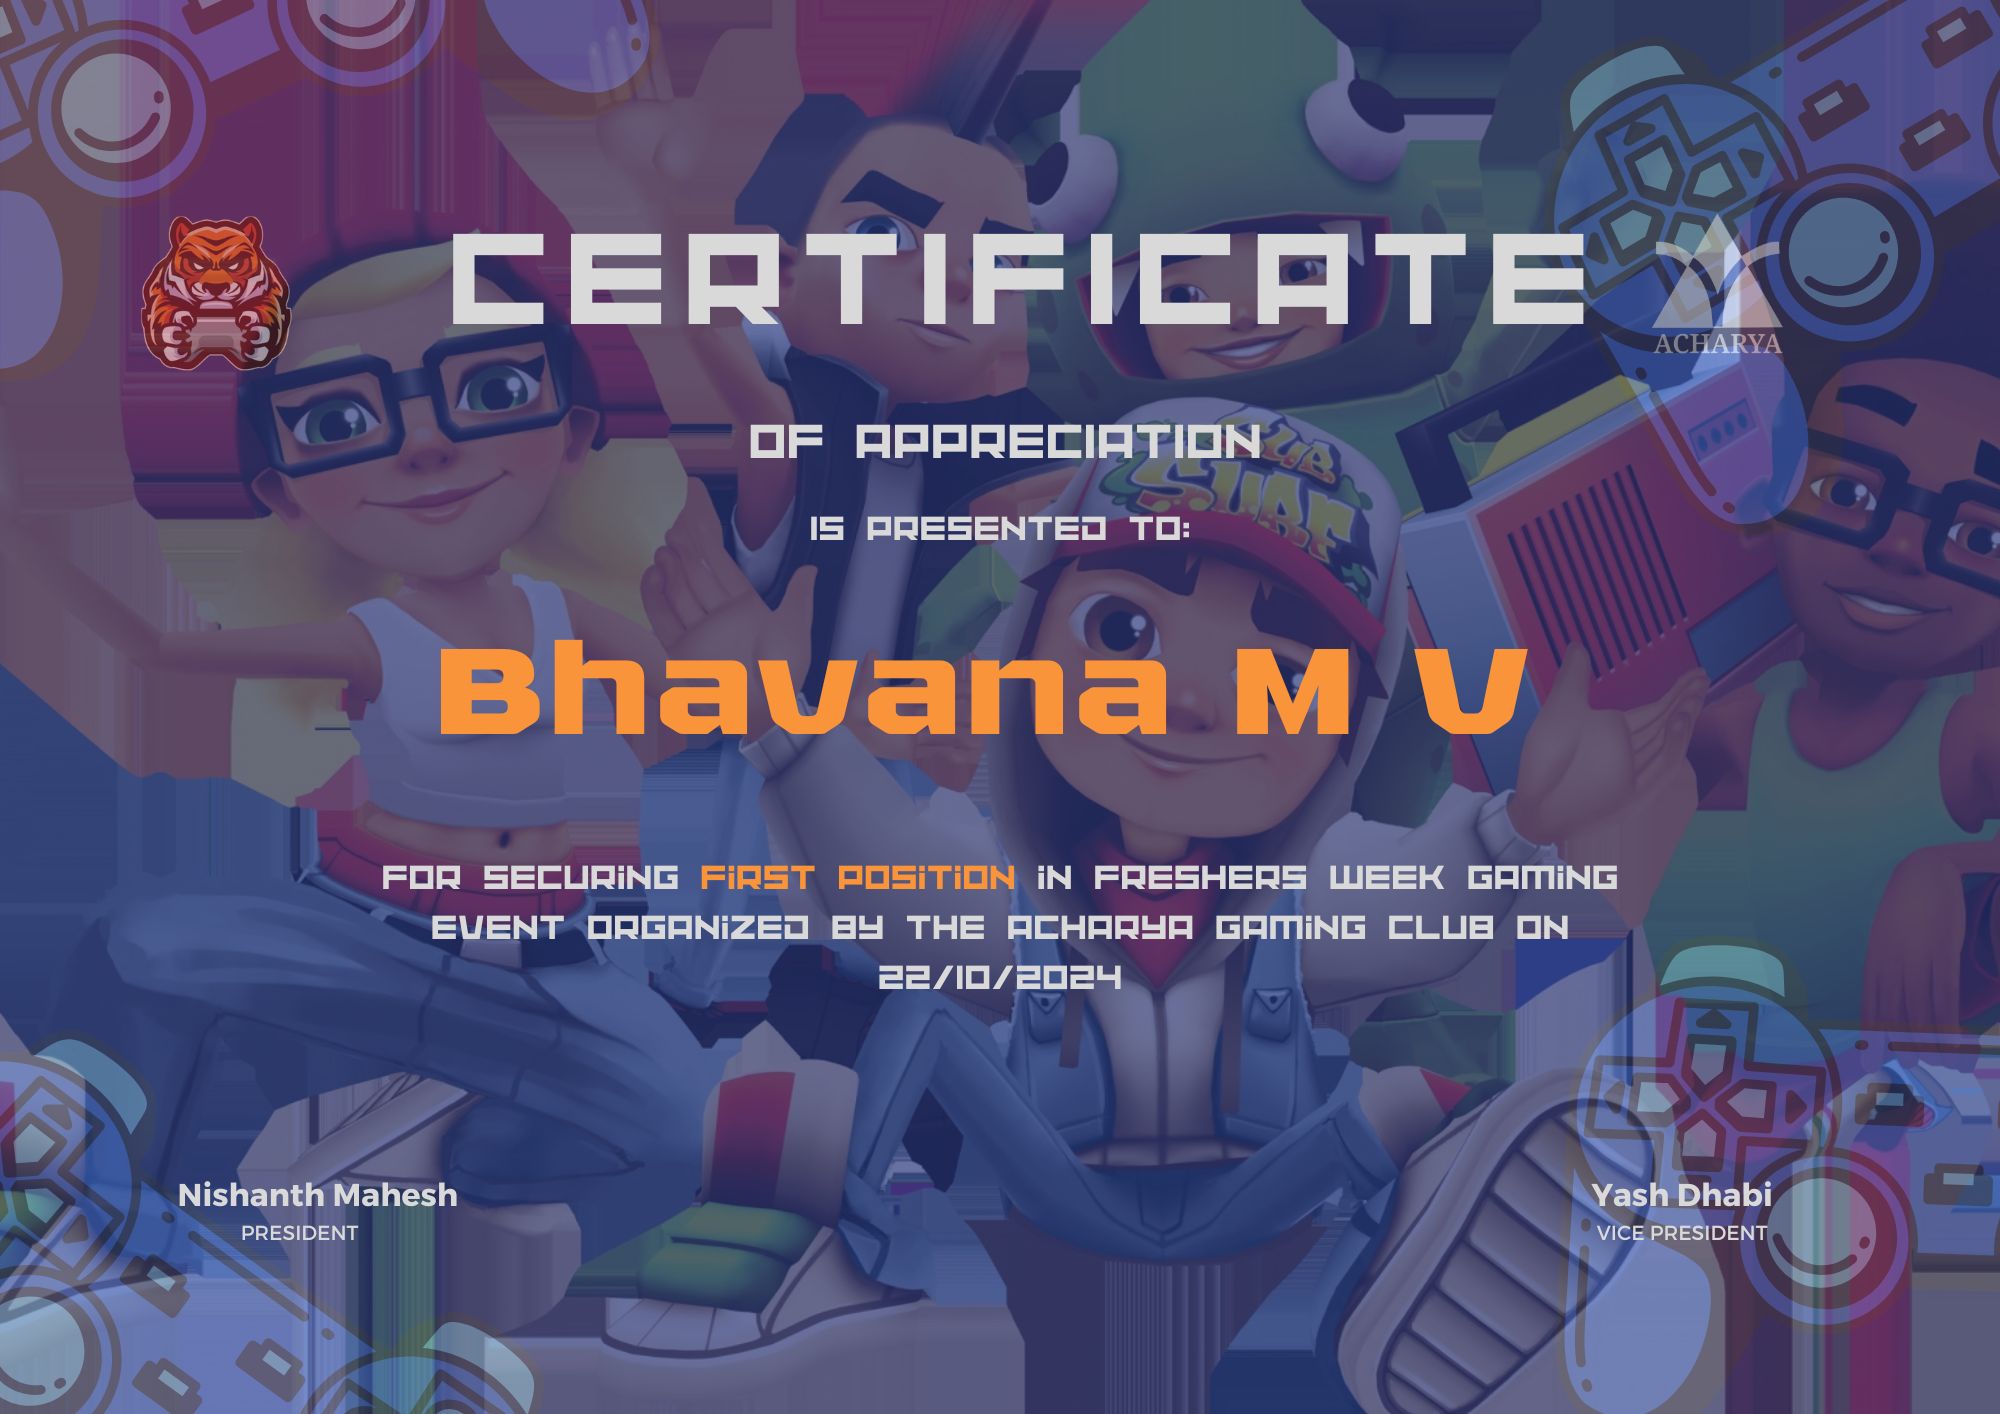 CERTIFICATE
ACHARYA
OF APPRECIATION
SUB
SURF
IS PRESENTED TO:
Bhavana M V
FOR SECURING FIRST POSITION IN FRESHERS WEEK GAMING
EVENT ORGANIZED BY THE ACHARYA GAMING CLUB ON
22/10/2024
Nishanth Mahesh
PRESIDENT
Yash Dhabi
VICE PRESIDENT